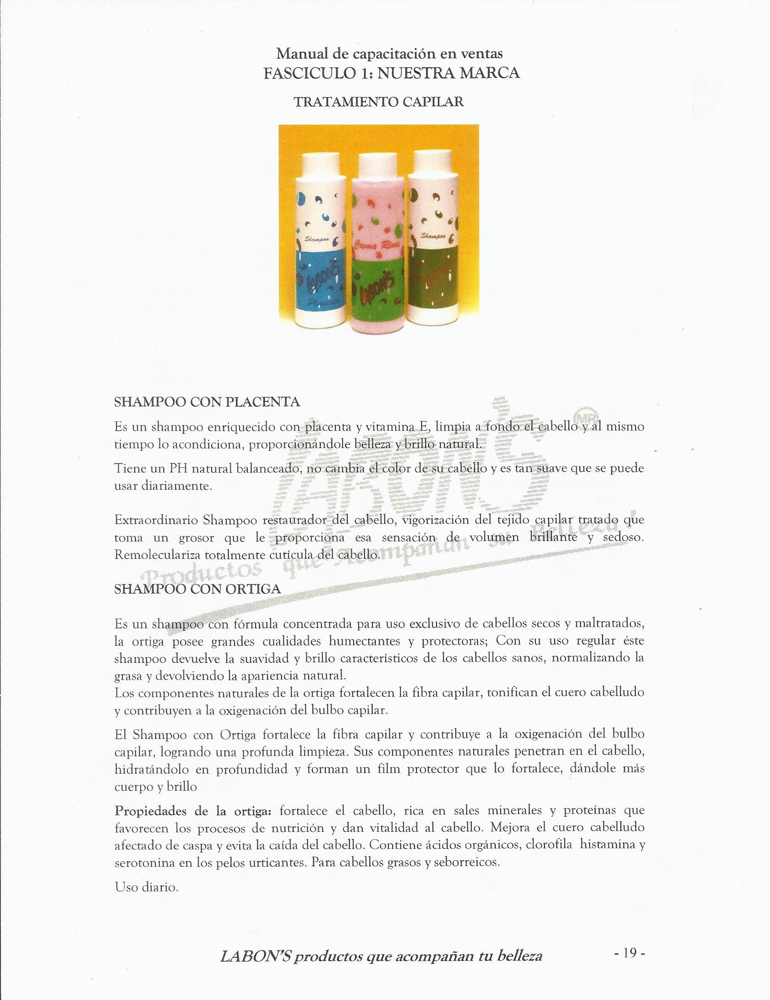 Manual de capacitación en ventas
FASCICULO 1: NUESTRA MARCA
TRATAMIENTO CAPILAR
Shampoo
LABON'S
Placenta
Crema Rinse
LABON'S
Shampoo
LABON'S
SHAMPOO CON PLACENTA
Es un shampoo enriquecido con placenta y vitamina E, limpia a fondo el cabello y al mismo
tiempo lo acondiciona, proporcionándole belleza y brillo natural.
Tiene un PH natural balanceado, no cambia el color de su cabello y es tan suave que se puede
usar diariamente.
Extraordinario Shampoo restaurador del cabello, vigorización del tejido capilar tratado que
toma un grosor que le proporciona esa sensación de volumen brillante y sedoso.
Remoleculariza totalmente cutícula del cabello.
LABON'S MR
Productos que Acompañan su Belleza!
SHAMPOO CON ORTIGA
Es un shampoo con fórmula concentrada para uso exclusivo de cabellos secos y maltratados,
la ortiga posee grandes cualidades humectantes y protectoras; Con su uso regular éste
shampoo devuelve la suavidad y brillo característicos de los cabellos sanos, normalizando la
grasa y devolviendo la apariencia natural.
Los componentes naturales de la ortiga fortalecen la fibra capilar, tonifican el cuero cabelludo
y contribuyen a la oxigenación del bulbo capilar.
El Shampoo con Ortiga fortalece la fibra capilar y contribuye a la oxigenación del bulbo
capilar, logrando una profunda limpieza. Sus componentes naturales penetran en el cabello,
hidratándolo en profundidad y forman un film protector que lo fortalece, dándole más
cuerpo y brillo
Propiedades de la ortiga: fortalece el cabello, rica en sales minerales y proteínas que
favorecen los procesos de nutrición y dan vitalidad al cabello. Mejora el cuero cabelludo
afectado de caspa y evita la caída del cabello. Contiene ácidos orgánicos, clorofila histamina y
serotonina en los pelos urticantes. Para cabellos grasos y seborreicos.
Uso diario.
LABON'S productos que acompañan tu belleza
- 19 -